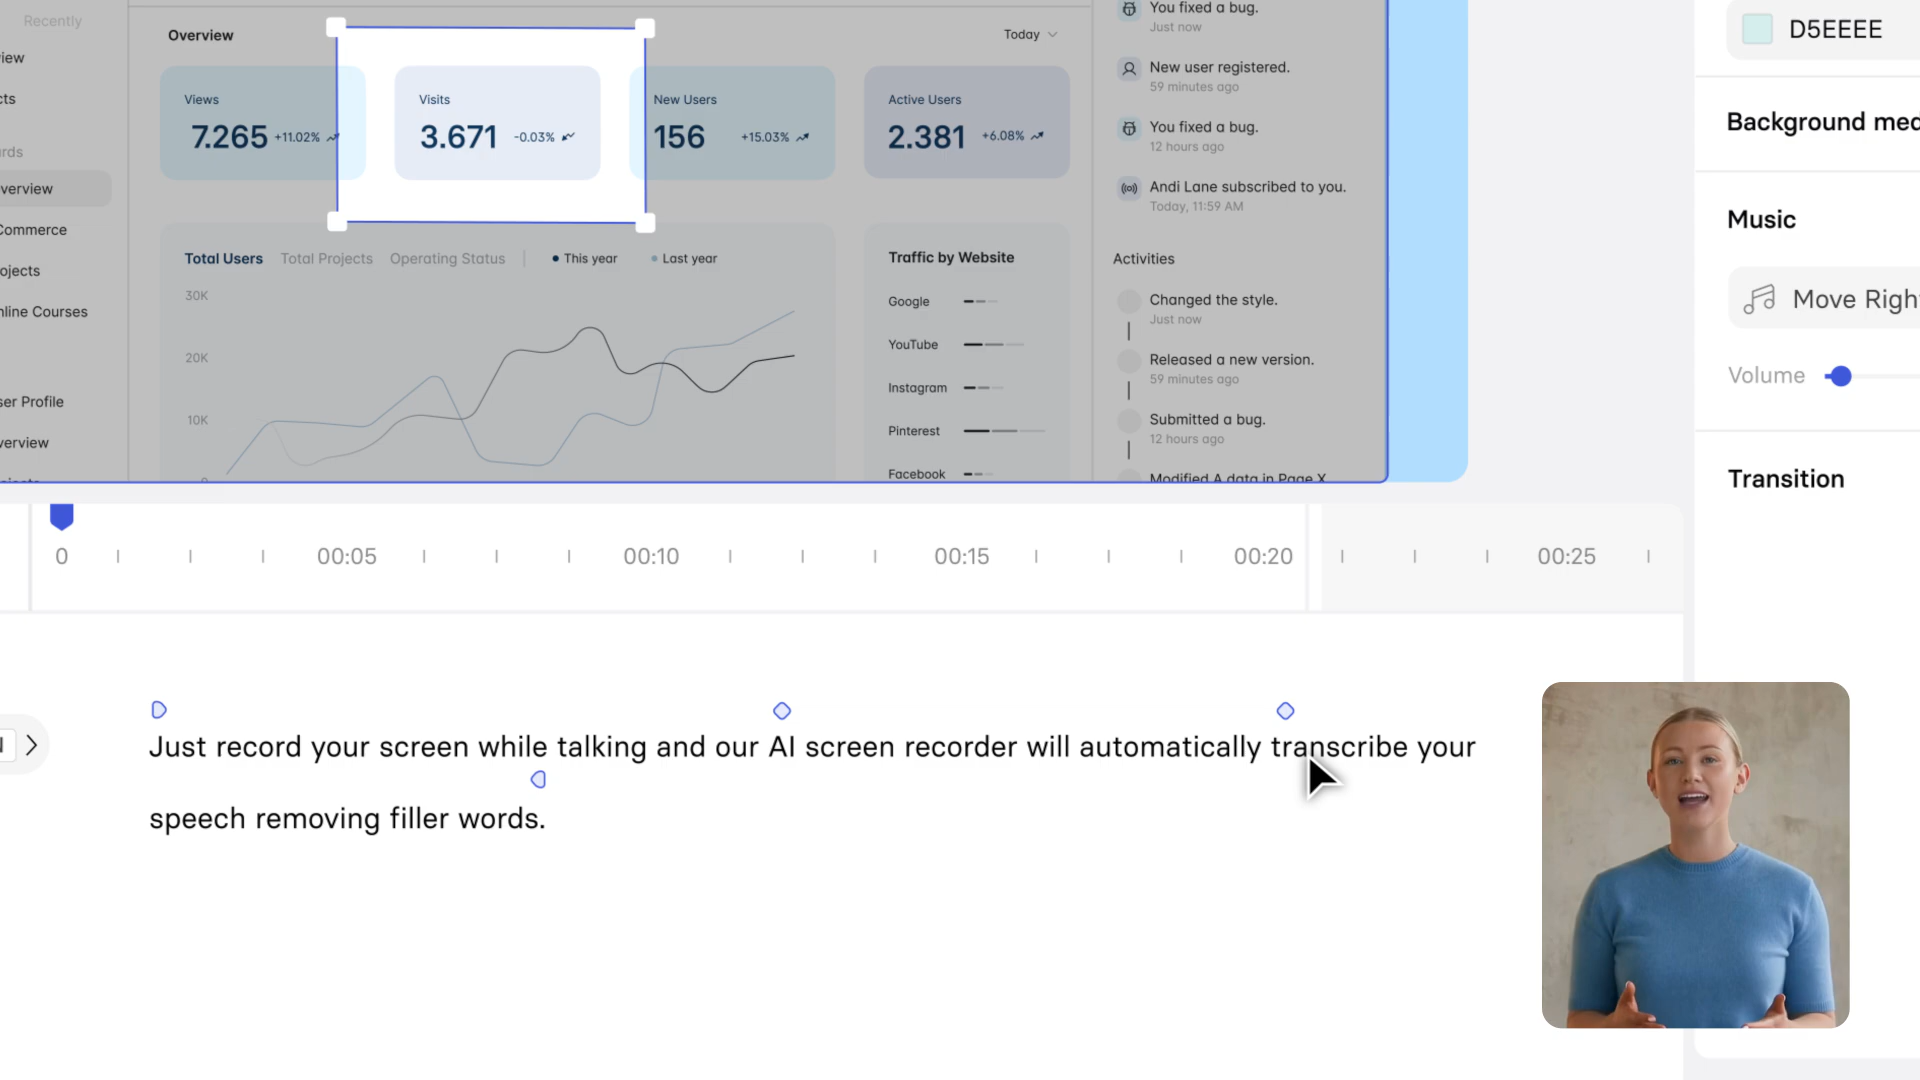 Recently
iew
cts
rds
verview
Commerce
ojects
nline Courses
ser Profile
verview
Overview
Today
Views
7.265 +11.02%
Visits
3.671 -0.03%
New Users
156 +15.03%
Active Users
2.381 +6.08%
Total Users Total Projects Operating Status This year Last year
30K
20K
10K
0
Traffic by Website
Google
YouTube
Instagram
Pinterest
Facebook
You fixed a bug.
Just now
New user registered.
59 minutes ago
You fixed a bug.
12 hours ago
Andi Lane subscribed to you.
Today, 11:59 AM
Activities
Changed the style.
Just now
Released a new version.
59 minutes ago
Submitted a bug.
12 hours ago
Modified A data in Page X
D5EEEE
Background med
Music
Move Righ
Volume
Transition
0 00:05 00:10 00:15 00:20 00:25
Just record your screen while talking and our AI screen recorder will automatically transcribe your
speech removing filler words.